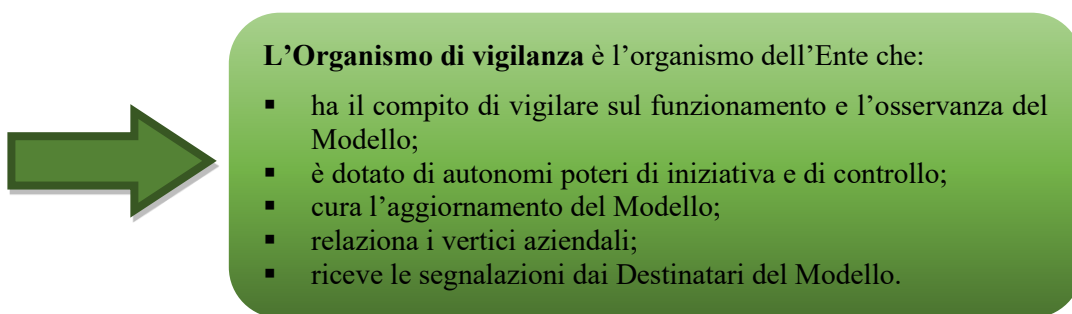 L’Organismo di vigilanza è l’organismo dell’Ente che:
▪ ha il compito di vigilare sul funzionamento e l’osservanza del
Modello;
▪ è dotato di autonomi poteri di iniziativa e di controllo;
▪ cura l’aggiornamento del Modello;
▪ relaziona i vertici aziendali;
▪ riceve le segnalazioni dai Destinatari del Modello.